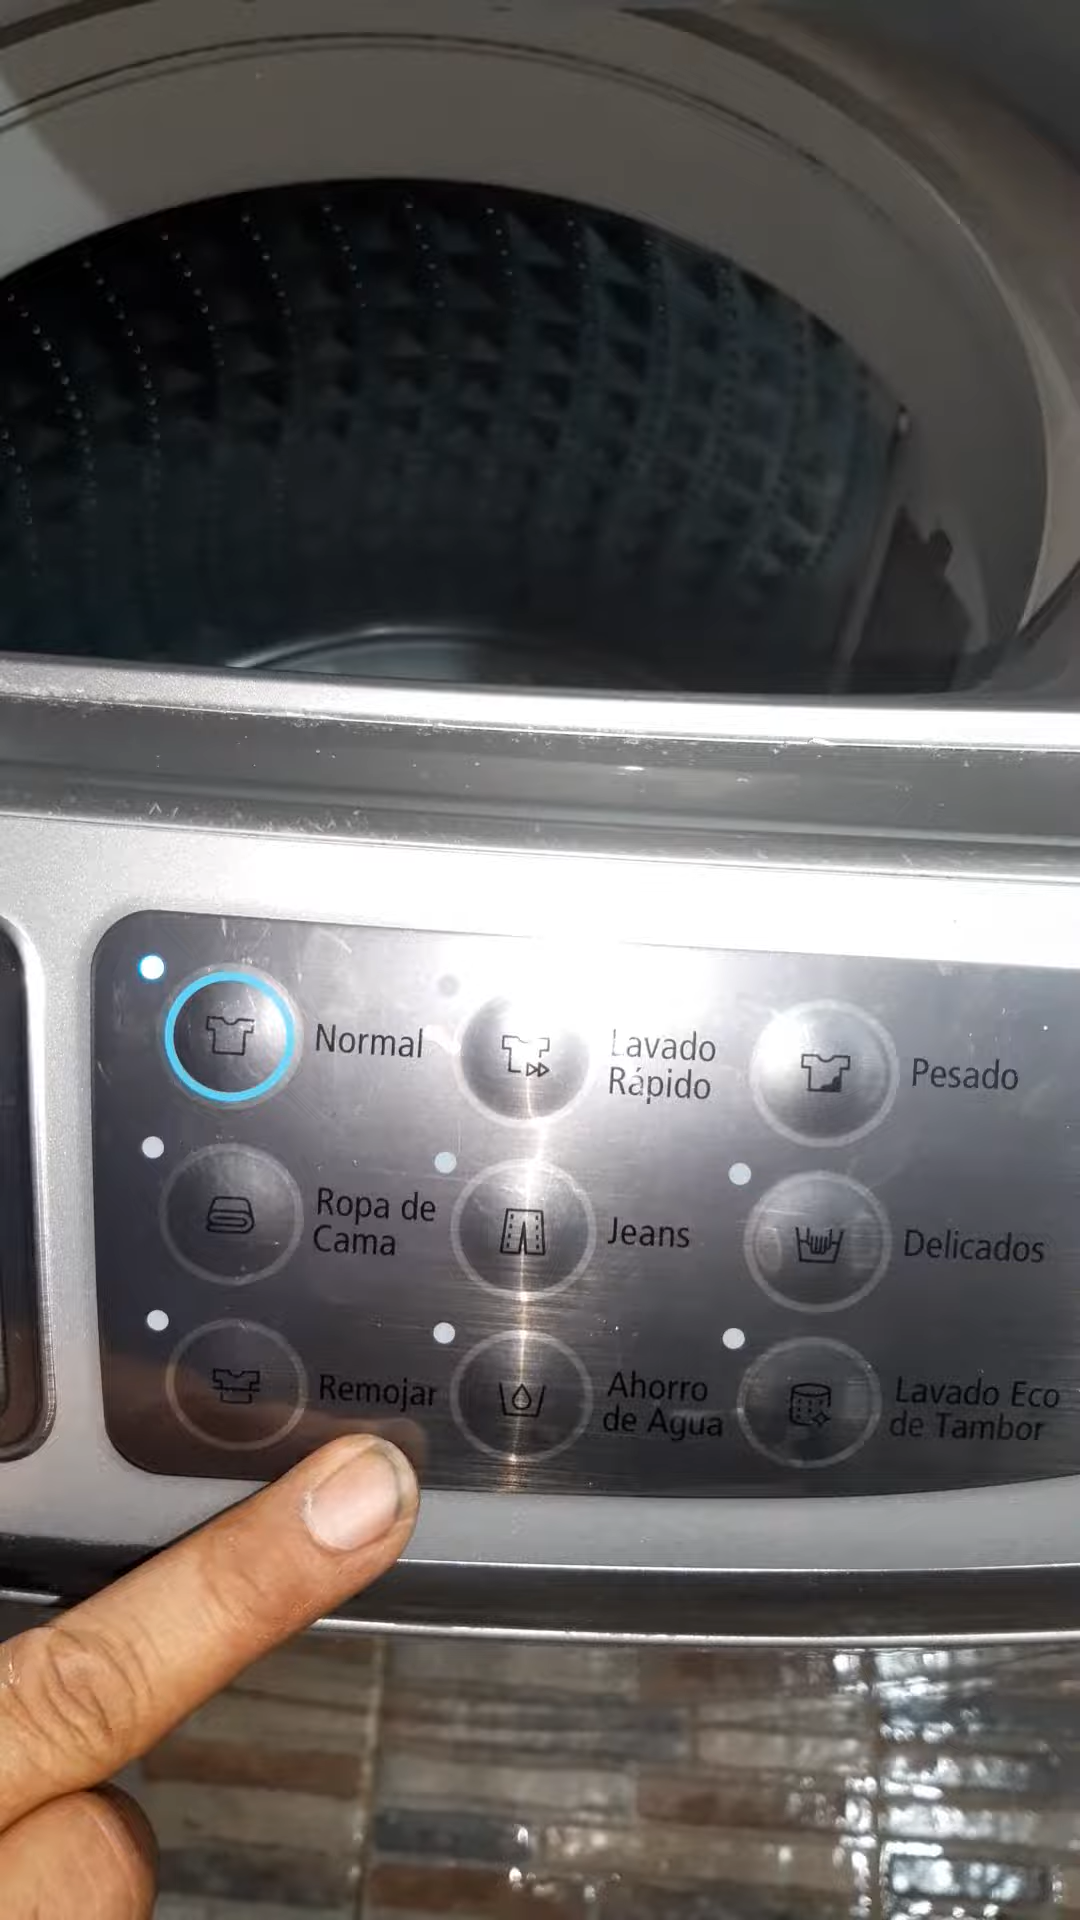 Normal
Lavado
Rápido
Pesado
Ropa de
Cama
Jeans
Delicados
Remojar
Ahorro
de Agua
Lavado Eco
de Tambor